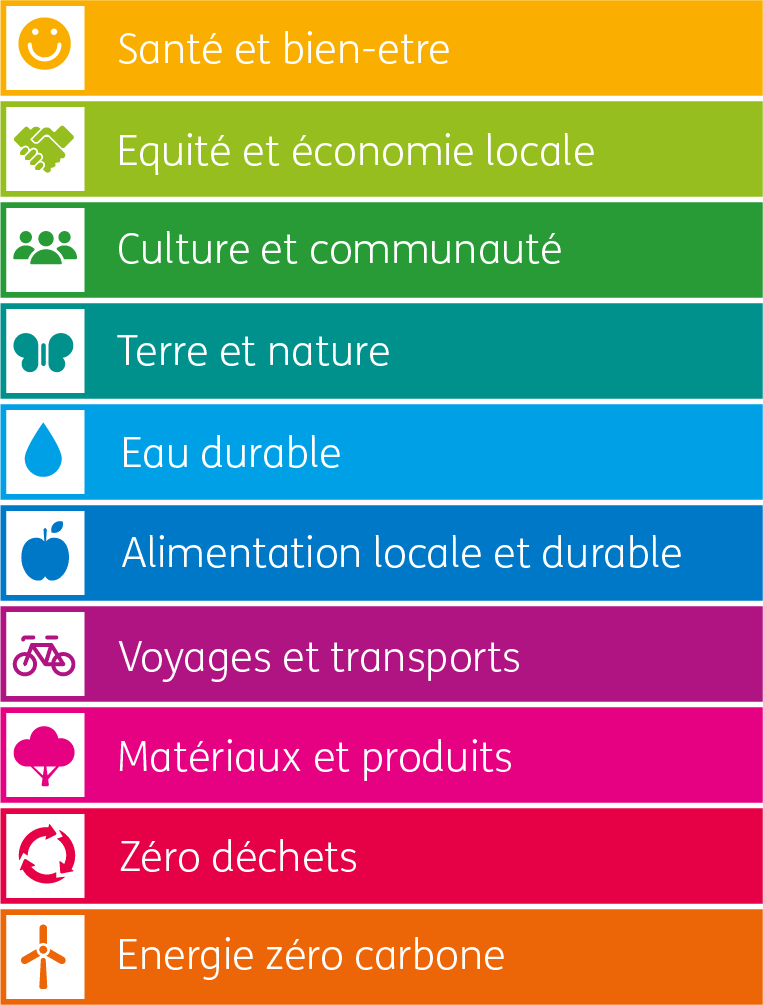 Santé et bien-etre
Equité et économie locale
Culture et communauté
Terre et nature
Eau durable
Alimentation locale et durable
Voyages et transports
Matériaux et produits
Zéro déchets
Energie zéro carbone